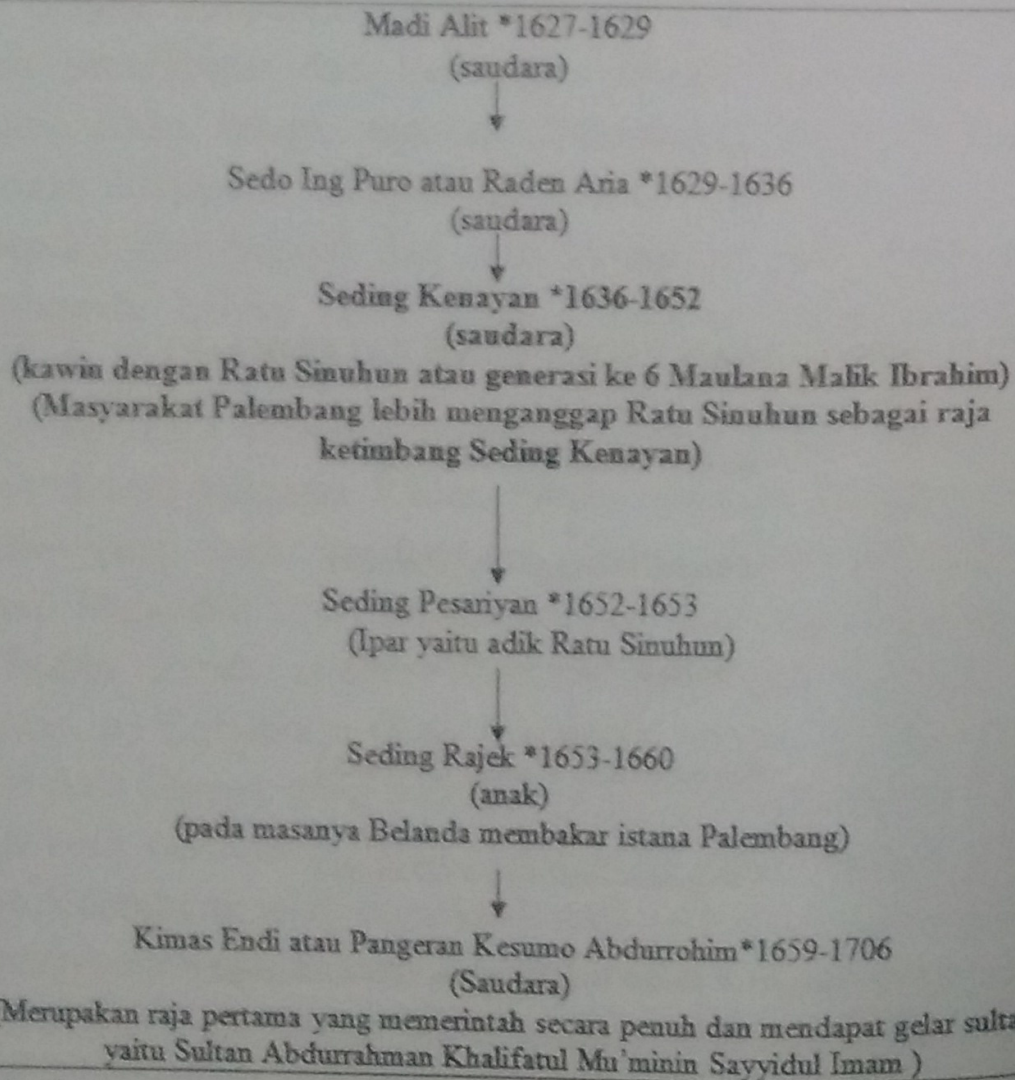 Madi Alit *1627-1629
(saudara)
Sedo Ing Puro atau Raden Aria *1629-1636
(saudara)
Seding Kenayan *1636-1652
(saudara)
(kawin dengan Ratu Sinuhun atau generasi ke 6 Maulana Malik Ibrahim)
(Masyarakat Palembang lebih menganggap Ratu Sinuhun sebagai raja
ketimbang Seding Kenayan)
Seding Pesariyan *1652-1653
(Ipar yaitu adik Ratu Sinuhun)
Seding Rajek *1653-1660
(anak)
(pada masanya Belanda membakar istana Palembang)
Kimas Endi atau Pangeran Kesumo Abdurrohim*1659-1706
(Saudara)
(Merupakan raja pertama yang memerintah secara penuh dan mendapat gelar sulta
yaitu Sultan Abdurrahman Khalifatul Mu'minin Sayyidul Imam )